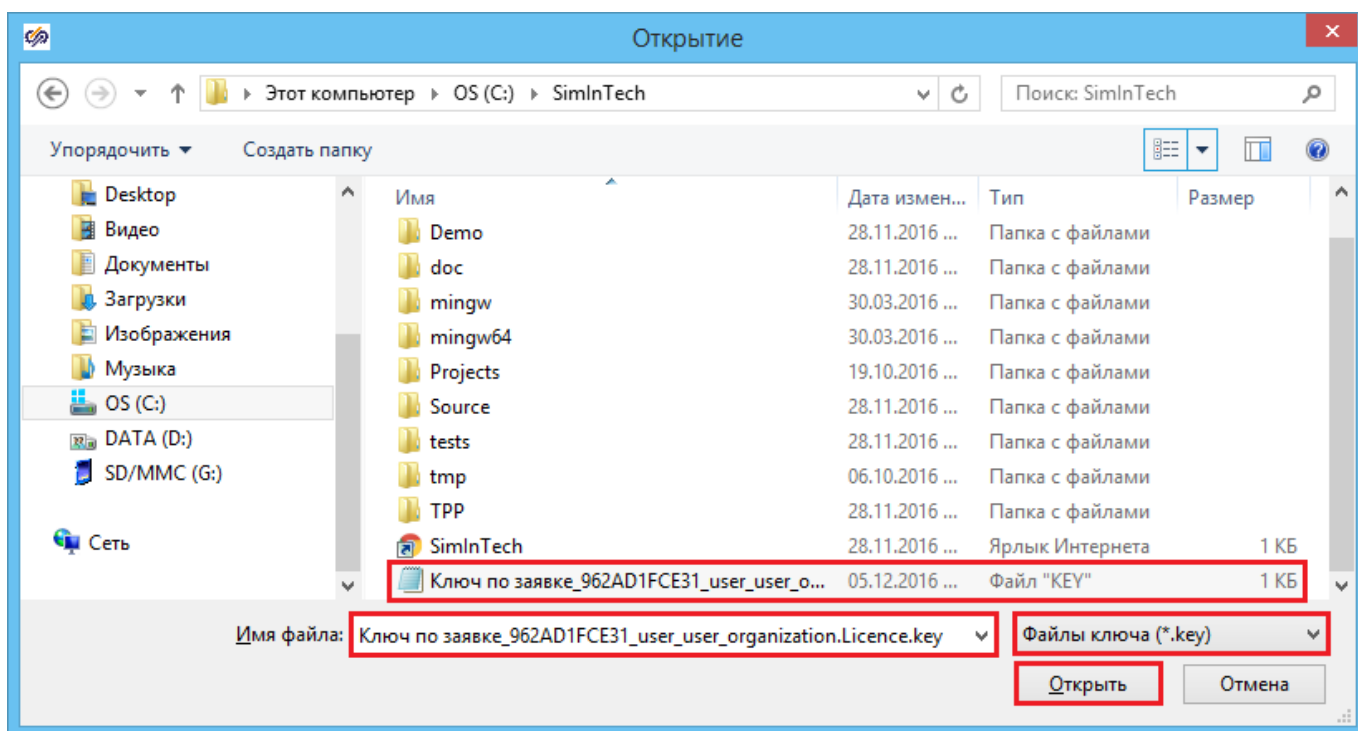 Открытие
Этот компьютер OS (C:) SimInTech Поиск: SimInTech
Упорядочить Создать папку
Desktop
Видео
Документы
Загрузки
Изображения
Музыка
OS (C:)
DATA (D:)
SD/MMC (G:)
Сеть
Имя Дата измен... Тип Размер
Demo 28.11.2016 ... Папка с файлами
doc 28.11.2016 ... Папка с файлами
mingw 30.03.2016 ... Папка с файлами
mingw64 30.03.2016 ... Папка с файлами
Projects 19.10.2016 ... Папка с файлами
Source 28.11.2016 ... Папка с файлами
tests 28.11.2016 ... Папка с файлами
tmp 06.10.2016 ... Папка с файлами
TPP 28.11.2016 ... Папка с файлами
SimInTech 28.11.2016 ... Ярлык Интернета 1 КБ
Ключ по заявке_962AD1FCE31_user_user_o... 05.12.2016 ... Файл "KEY" 1 КБ
Имя файла: Ключ по заявке_962AD1FCE31_user_user_organization.Licence.key Файлы ключа (*.key)
Открыть Отмена